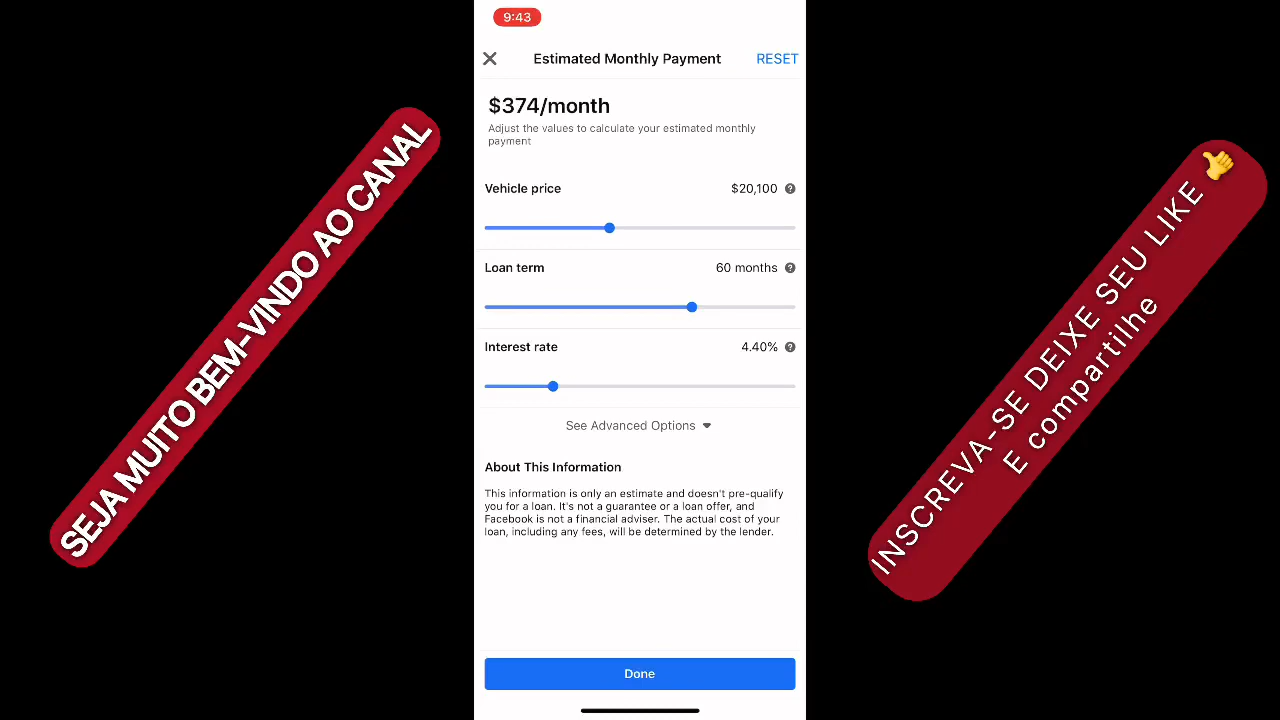 SEJA MUITO BEM-VINDO AO CANAL
9:43
Estimated Monthly Payment
RESET
$374/month
Adjust the values to calculate your estimated monthly
payment
Vehicle price
$20,100
Loan term
60 months
Interest rate
4.40%
See Advanced Options
About This Information
This information is only an estimate and doesn't pre-qualify
you for a loan. It's not a guarantee or a loan offer, and
Facebook is not a financial adviser. The actual cost of your
loan, including any fees, will be determined by the lender.
Done
INSCREVA-SE DEIXE SEU LIKE 👍
E compartilhe